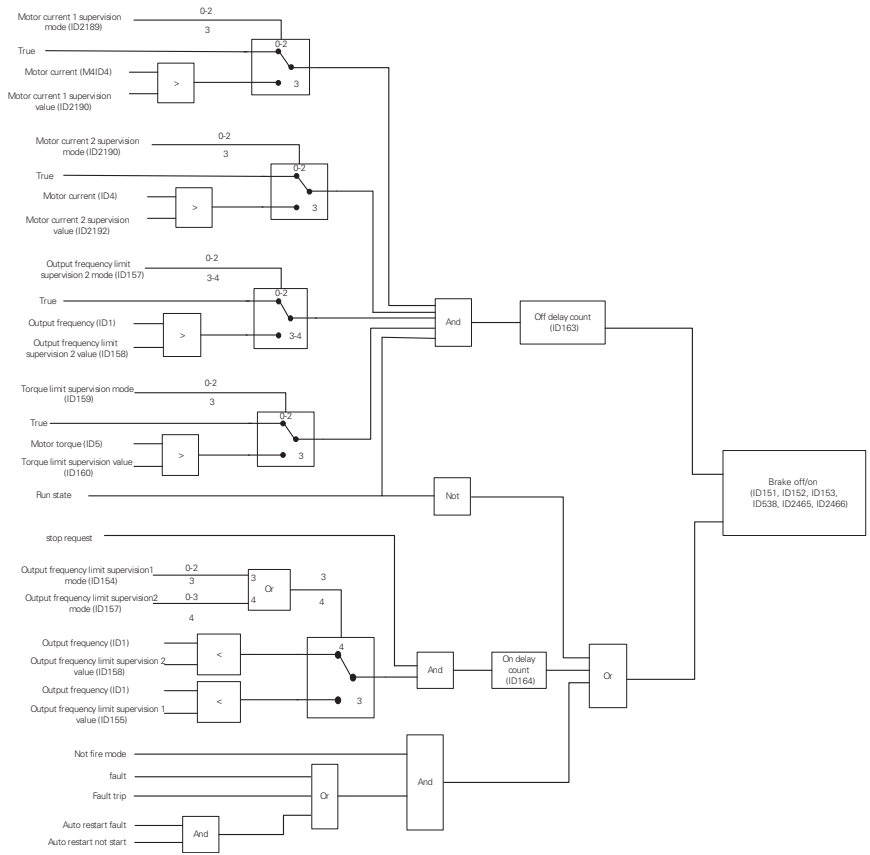 Motor current 1 supervision
mode (ID2189)
0-2
3
True
0-2
Motor current (M4ID4)
>
3
Motor current 1 supervision
value (ID2190)
Motor current 2 supervision
mode (ID2190)
0-2
3
True
0-2
Motor current (ID4)
>
3
Motor current 2 supervision
value (ID2192)
Output frequency limit
supervision 2 mode (ID157)
0-2
3-4
True
0-2
Output frequency (ID1)
>
3-4
Output frequency limit
supervision 2 value (ID158)
And
Off delay count
(ID163)
Torque limit supervision mode
(ID159)
0-2
3
True
0-2
Motor torque (ID5)
>
3
Torque limit supervision value
(ID160)
Run state
Not
Brake off/on
(ID151, ID152, ID153,
ID538, ID2465, ID2466)
stop request
Output frequency limit supervision1
mode (ID154)
0-2
3
3
Or
3
Output frequency limit supervision2
mode (ID157)
0-3
4
4
4
Output frequency (ID1)
<
4
Output frequency limit supervision 2
value (ID158)
Output frequency (ID1)
<
3
Output frequency limit supervision 1
value (ID155)
And
On delay
count
(ID164)
Or
Not fire mode
fault
Fault trip
Or
And
Auto restart fault
And
Auto restart not start